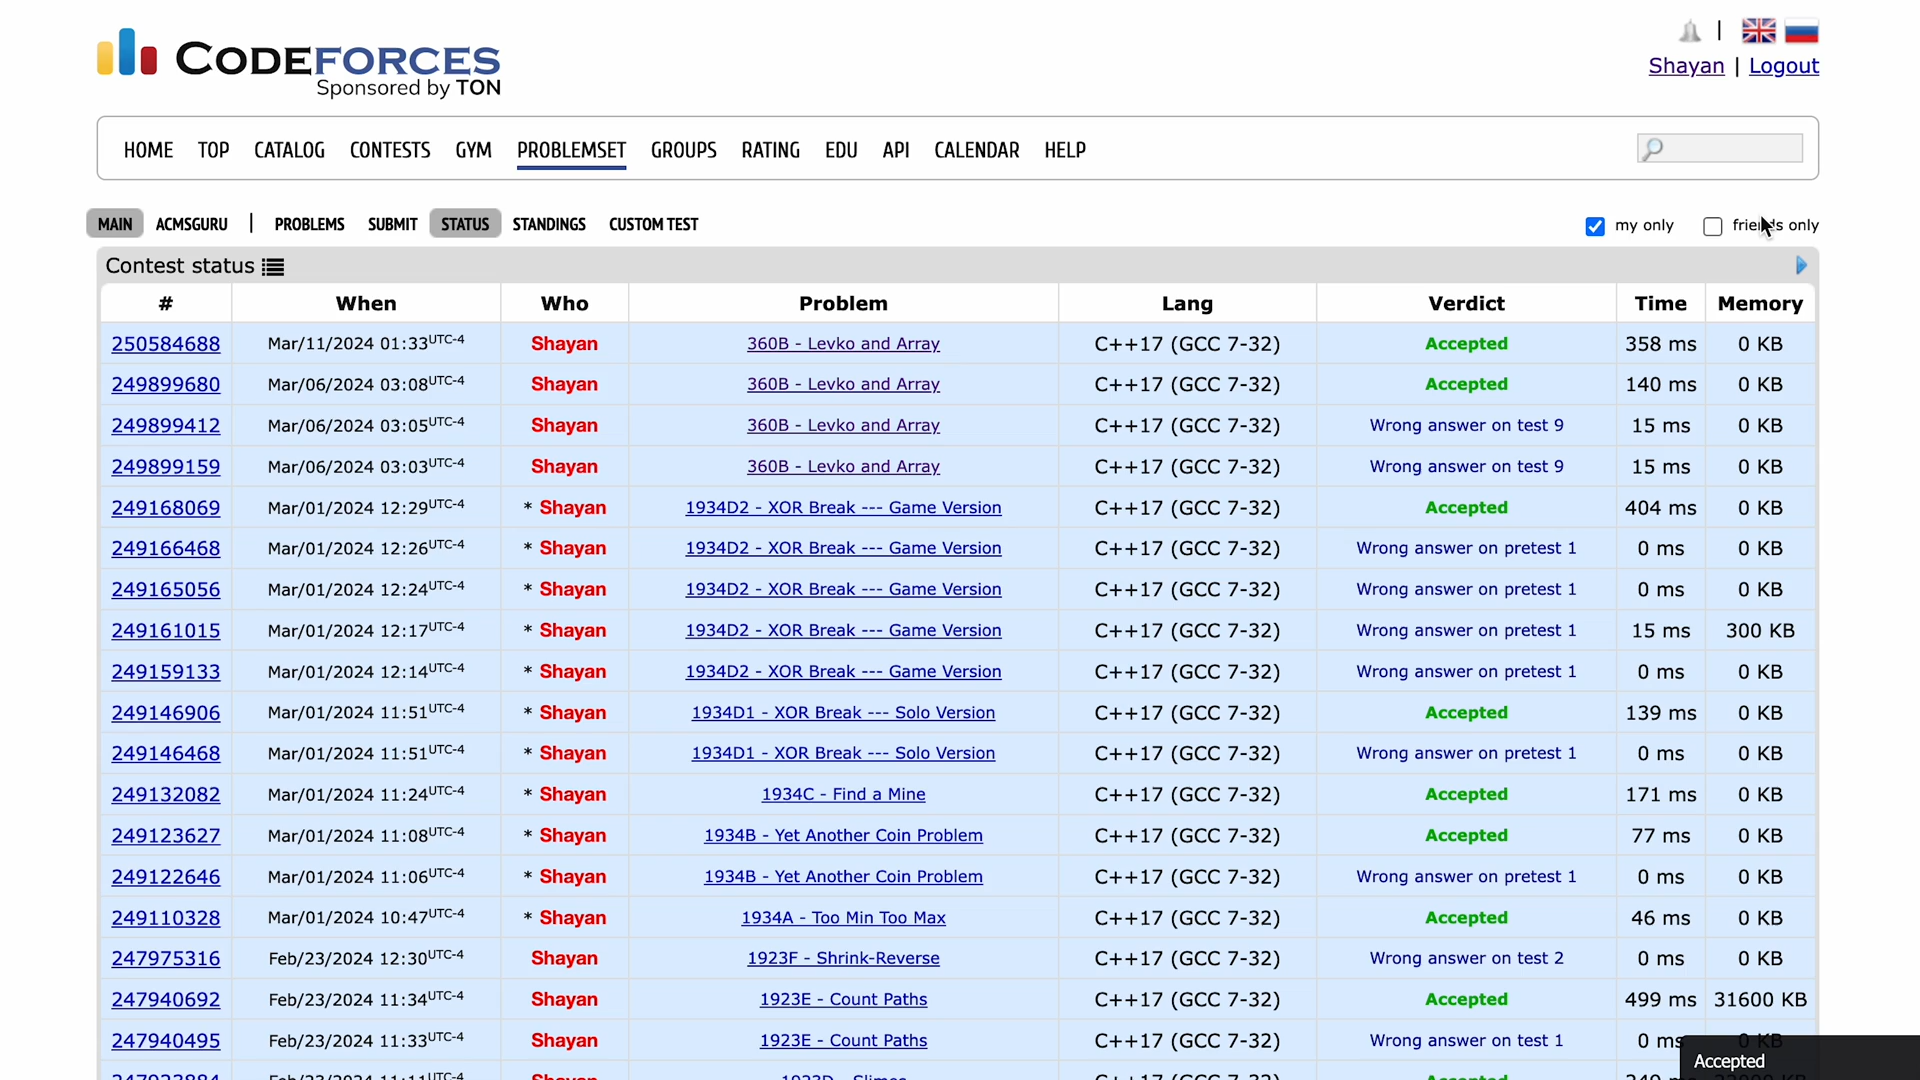 CODEFORCES
Sponsored by TON
|
Shayan | Logout
HOME TOP CATALOG CONTESTS GYM PROBLEMSET GROUPS RATING EDU API CALENDAR HELP
MAIN ACMSGURU | PROBLEMS SUBMIT STATUS STANDINGS CUSTOM TEST my only friends only
Contest status
# When Who Problem Lang Verdict Time Memory
250584688 Mar/11/2024 01:33UTC-4 Shayan 360B - Levko and Array C++17 (GCC 7-32) Accepted 358 ms 0 KB
249899680 Mar/06/2024 03:08UTC-4 Shayan 360B - Levko and Array C++17 (GCC 7-32) Accepted 140 ms 0 KB
249899412 Mar/06/2024 03:05UTC-4 Shayan 360B - Levko and Array C++17 (GCC 7-32) Wrong answer on test 9 15 ms 0 KB
249899159 Mar/06/2024 03:03UTC-4 Shayan 360B - Levko and Array C++17 (GCC 7-32) Wrong answer on test 9 15 ms 0 KB
249168069 Mar/01/2024 12:29UTC-4 * Shayan 1934D2 - XOR Break --- Game Version C++17 (GCC 7-32) Accepted 404 ms 0 KB
249166468 Mar/01/2024 12:26UTC-4 * Shayan 1934D2 - XOR Break --- Game Version C++17 (GCC 7-32) Wrong answer on pretest 1 0 ms 0 KB
249165056 Mar/01/2024 12:24UTC-4 * Shayan 1934D2 - XOR Break --- Game Version C++17 (GCC 7-32) Wrong answer on pretest 1 0 ms 0 KB
249161015 Mar/01/2024 12:17UTC-4 * Shayan 1934D2 - XOR Break --- Game Version C++17 (GCC 7-32) Wrong answer on pretest 1 15 ms 300 KB
249159133 Mar/01/2024 12:14UTC-4 * Shayan 1934D2 - XOR Break --- Game Version C++17 (GCC 7-32) Wrong answer on pretest 1 0 ms 0 KB
249146906 Mar/01/2024 11:51UTC-4 * Shayan 1934D1 - XOR Break --- Solo Version C++17 (GCC 7-32) Accepted 139 ms 0 KB
249146468 Mar/01/2024 11:51UTC-4 * Shayan 1934D1 - XOR Break --- Solo Version C++17 (GCC 7-32) Wrong answer on pretest 1 0 ms 0 KB
249132082 Mar/01/2024 11:24UTC-4 * Shayan 1934C - Find a Mine C++17 (GCC 7-32) Accepted 171 ms 0 KB
249123627 Mar/01/2024 11:08UTC-4 * Shayan 1934B - Yet Another Coin Problem C++17 (GCC 7-32) Accepted 77 ms 0 KB
249122646 Mar/01/2024 11:06UTC-4 * Shayan 1934B - Yet Another Coin Problem C++17 (GCC 7-32) Wrong answer on pretest 1 0 ms 0 KB
249110328 Mar/01/2024 10:47UTC-4 * Shayan 1934A - Too Min Too Max C++17 (GCC 7-32) Accepted 46 ms 0 KB
247975316 Feb/23/2024 12:30UTC-4 Shayan 1923F - Shrink-Reverse C++17 (GCC 7-32) Wrong answer on test 2 0 ms 0 KB
247940692 Feb/23/2024 11:34UTC-4 Shayan 1923E - Count Paths C++17 (GCC 7-32) Accepted 499 ms 31600 KB
247940495 Feb/23/2024 11:33UTC-4 Shayan 1923E - Count Paths C++17 (GCC 7-32) Wrong answer on test 1 0 ms 0 KB
Accepted